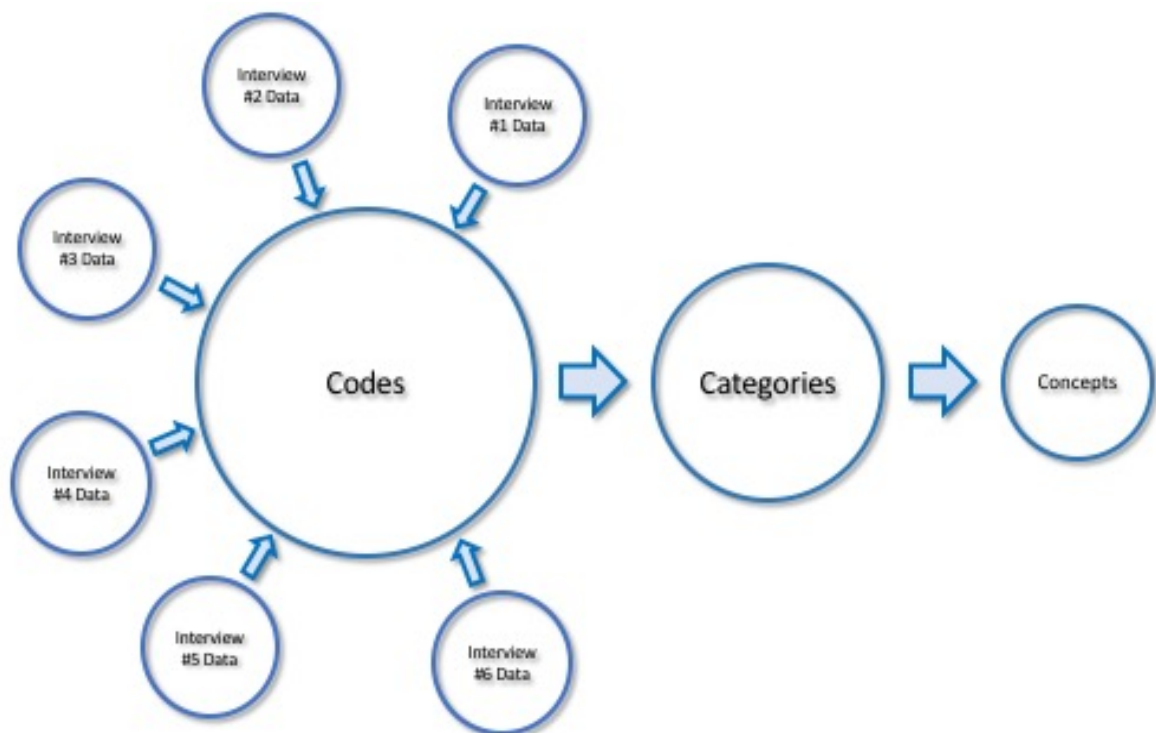 Interview
#2 Data
Interview
#1 Data
Interview
#3 Data
Codes
Categories
Concepts
Interview
#4 Data
Interview
#5 Data
Interview
#6 Data